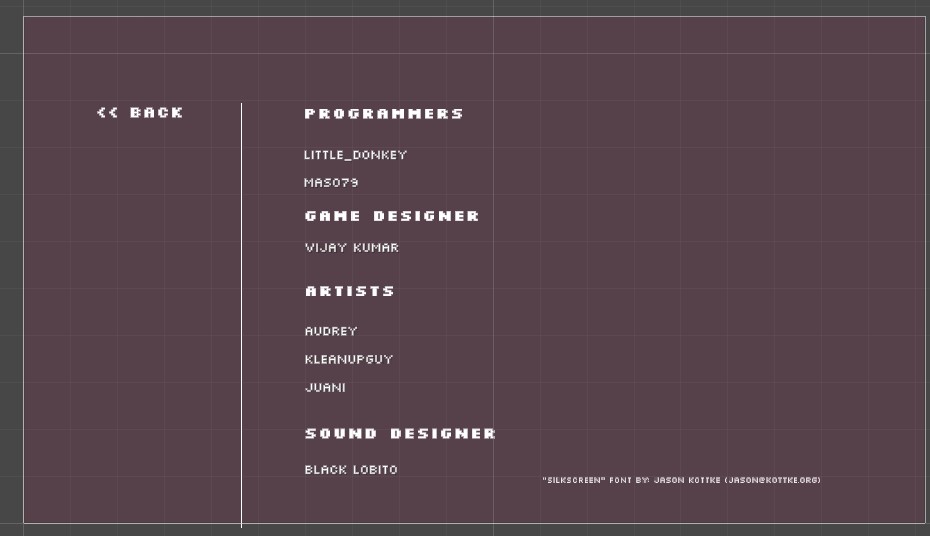 << BACK
PROGRAMMERS
LITTLE_DONKEY
MASO79
GAME DESIGNER
VIJAY KUMAR
ARTISTS
AUDREY
KLEANUPGUY
JUANI
SOUND DESIGNER
BLACK LOBITO
"SILKSCREEN" FONT BY: JASON KOTTKE (JASON@KOTTKE.ORG)